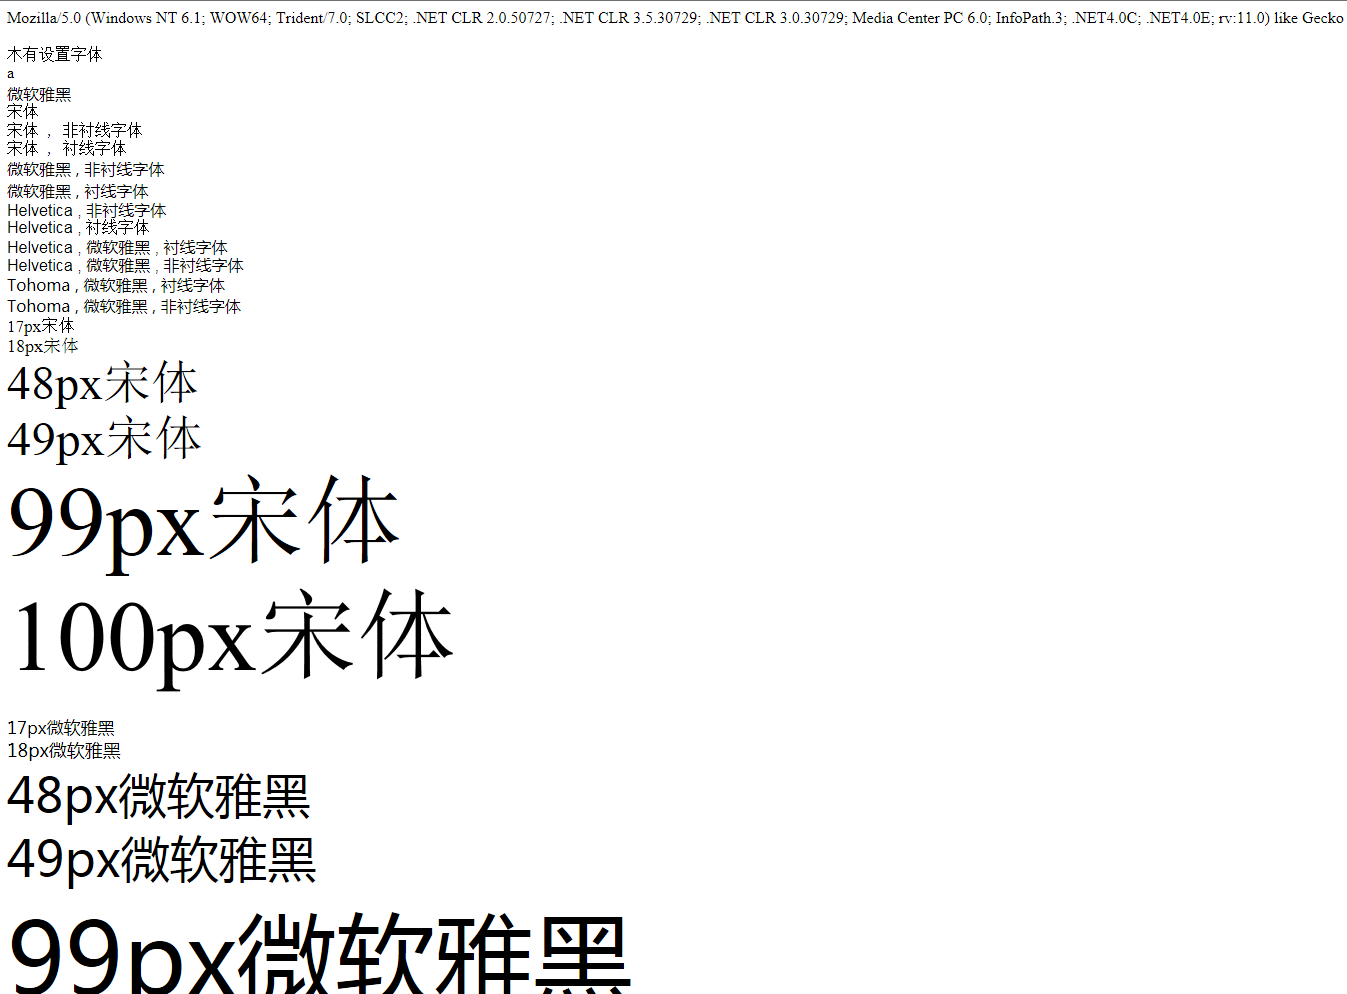 Mozilla/5.0 (Windows NT 6.1; WOW64; Trident/7.0; SLCC2; .NET CLR 2.0.50727; .NET CLR 3.5.30729; .NET CLR 3.0.30729; Media Center PC 6.0; InfoPath.3; .NET4.0C; .NET4.0E; rv:11.0) like Gecko
木有设置字体
a
微软雅黑
宋体
宋体 ， 非衬线字体
宋体 ， 衬线字体
微软雅黑 , 非衬线字体
微软雅黑 , 衬线字体
Helvetica , 非衬线字体
Helvetica , 衬线字体
Helvetica , 微软雅黑 , 衬线字体
Helvetica , 微软雅黑 , 非衬线字体
Tohoma , 微软雅黑 , 衬线字体
Tohoma , 微软雅黑 , 非衬线字体
17px宋体
18px宋体
48px宋体
49px宋体
99px宋体
100px宋体
17px微软雅黑
18px微软雅黑
48px微软雅黑
49px微软雅黑
99px微软雅黑